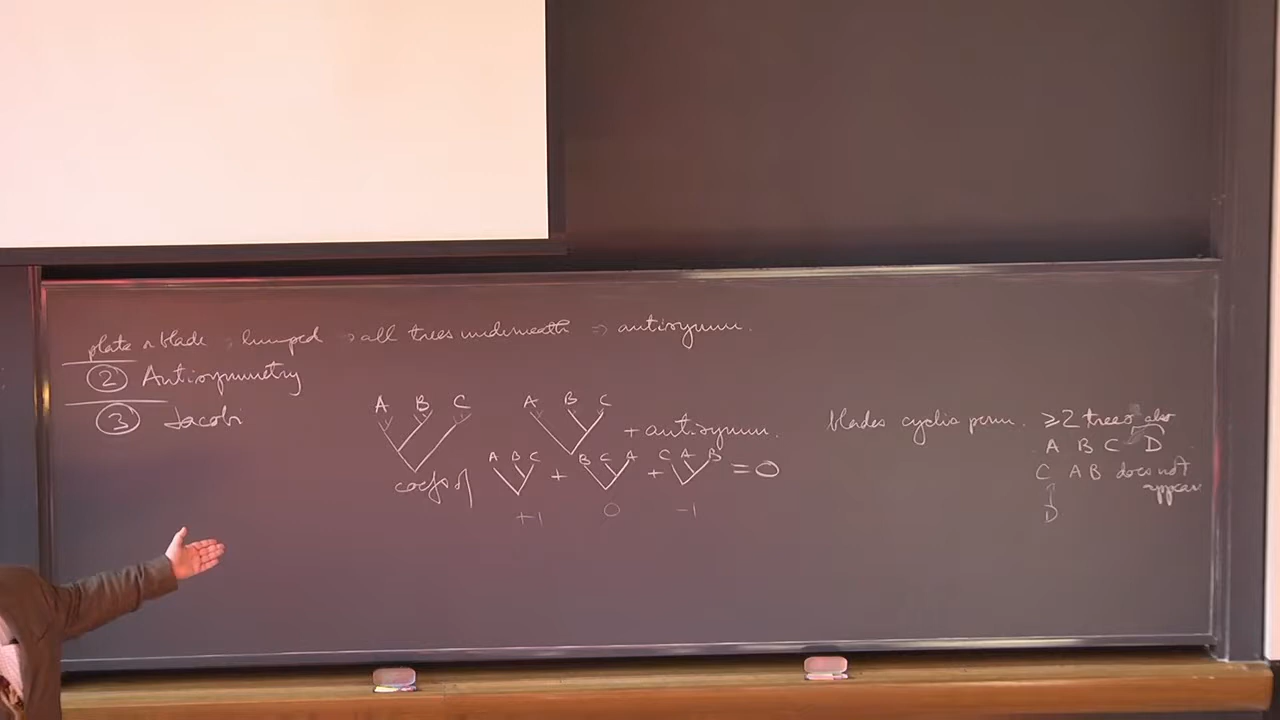 plate n blade, lumped → all trees underneath ⇒ antisymm.
② Antisymmetry
③ Jacobi
A B C A B C + antisymm.
coeffs of A B C + B C A + C A B = 0
+1 0 -1
blades cyclic perm. ≥2 trees also
A B C D
C A B does not
↑ appear
D